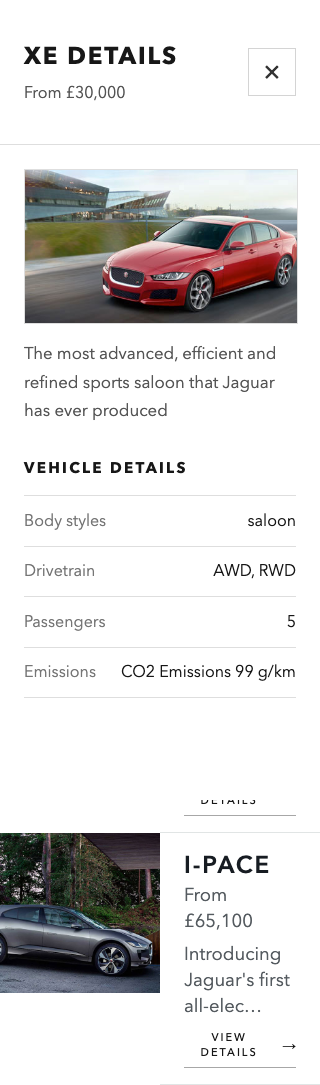 XE DETAILS
From £30,000
✕
The most advanced, efficient and
refined sports saloon that Jaguar
has ever produced
VEHICLE DETAILS
Body styles saloon
Drivetrain AWD, RWD
Passengers 5
Emissions CO2 Emissions 99 g/km
DETAILS
I-PACE
From
£65,100
Introducing
Jaguar's first
all-elec...
VIEW
DETAILS →